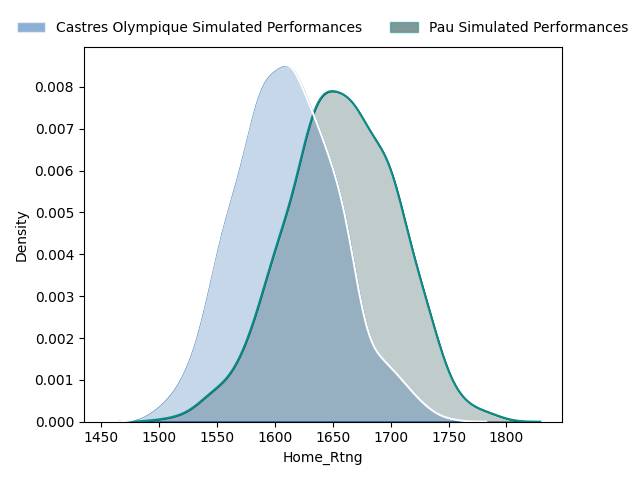 Castres Olympique Simulated Performances
Pau Simulated Performances
0.008
0.007
0.006
0.005
0.004
0.003
0.002
0.001
0.000
Density
1450 1500 1550 1600 1650 1700 1750 1800
Home_Rtng